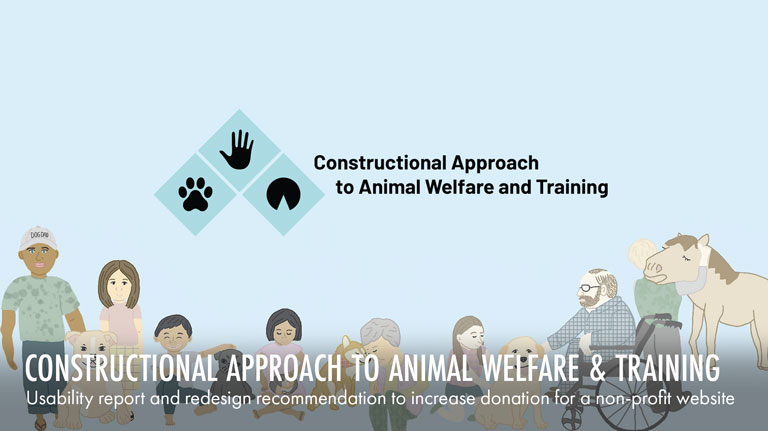 Constructional Approach
to Animal Welfare and Training
DOG DAD
CONSTRUCTIONAL APPROACH TO ANIMAL WELFARE & TRAINING
Usability report and redesign recommendation to increase donation for a non-profit website